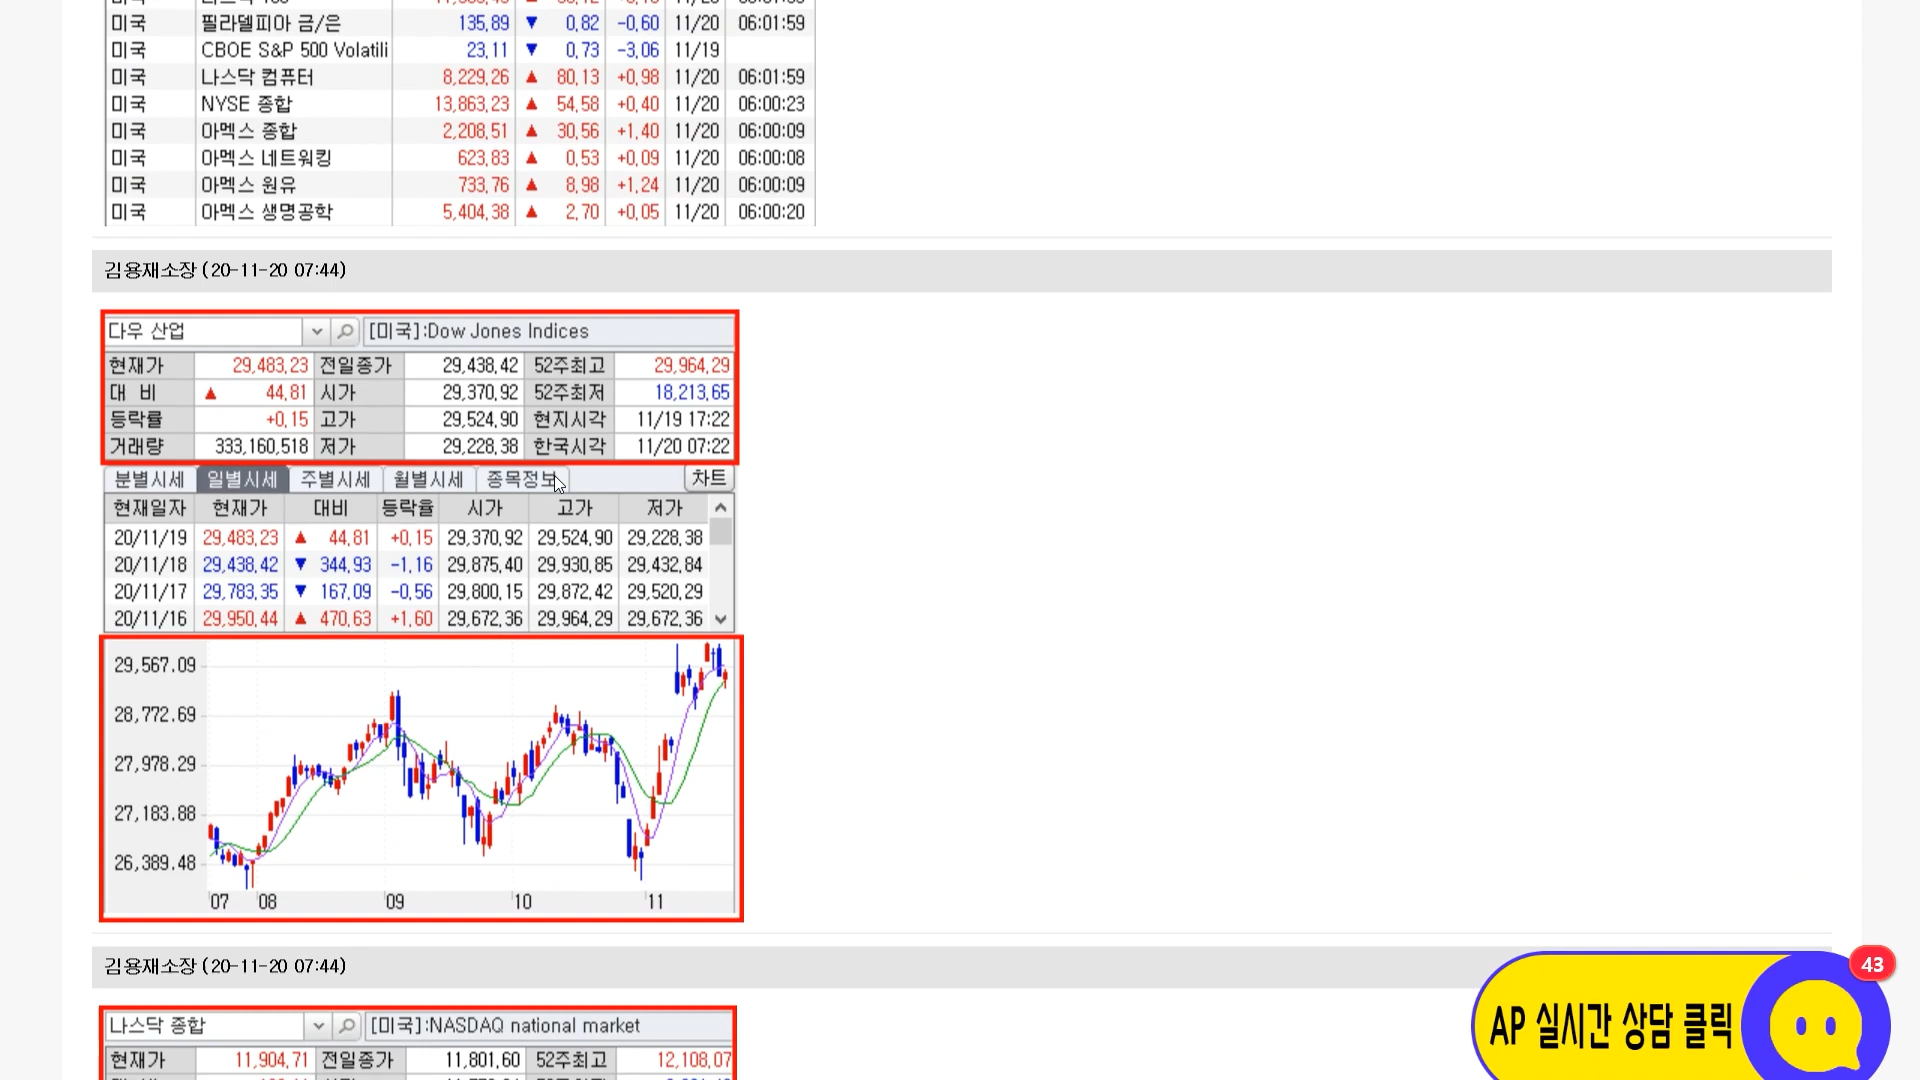 미국 필라델피아 금/은 135,89 ▼ 0,82 -0,60 11/20 06:01:59
미국 CBOE S&P 500 Volatili 23,11 ▼ 0,73 -3,06 11/19
미국 나스닥 컴퓨터 8,229,26 ▲ 80,13 +0,98 11/20 06:01:59
미국 NYSE 종합 13,863,23 ▲ 54,58 +0,40 11/20 06:00:23
미국 아멕스 종합 2,208,51 ▲ 30,56 +1,40 11/20 06:00:09
미국 아멕스 네트워킹 623,83 ▲ 0,53 +0,09 11/20 06:00:08
미국 아멕스 원유 733,76 ▲ 8,98 +1,24 11/20 06:00:09
미국 아멕스 생명공학 5,404,38 ▲ 2,70 +0,05 11/20 06:00:20
김용재소장 (20-11-20 07:44)
다우 산업 [미국]:Dow Jones Indices
현재가 29,483,23 전일종가 29,438,42 52주최고 29,964,29
대 비 ▲ 44,81 시가 29,370,92 52주최저 18,213,65
등락률 +0,15 고가 29,524,90 현지시각 11/19 17:22
거래량 333,160,518 저가 29,228,38 한국시각 11/20 07:22
분별시세 일별시세 주별시세 월별시세 종목정보 차트
현재일자 현재가 대비 등락율 시가 고가 저가
20/11/19 29,483,23 ▲ 44,81 +0,15 29,370,92 29,524,90 29,228,38
20/11/18 29,438,42 ▼ 344,93 -1,16 29,875,40 29,930,85 29,432,84
20/11/17 29,783,35 ▼ 167,09 -0,56 29,800,15 29,872,42 29,520,29
20/11/16 29,950,44 ▲ 470,63 +1,60 29,672,36 29,964,29 29,672,36
29,567.09
28,772.69
27,978.29
27,183.88
26,389.48
07 08 09 10 11
김용재소장 (20-11-20 07:44)
43
AP 실시간 상담 클릭
나스닥 종합 [미국]:NASDAQ national market
현재가 11,904,71 전일종가 11,801,60 52주최고 12,108,07